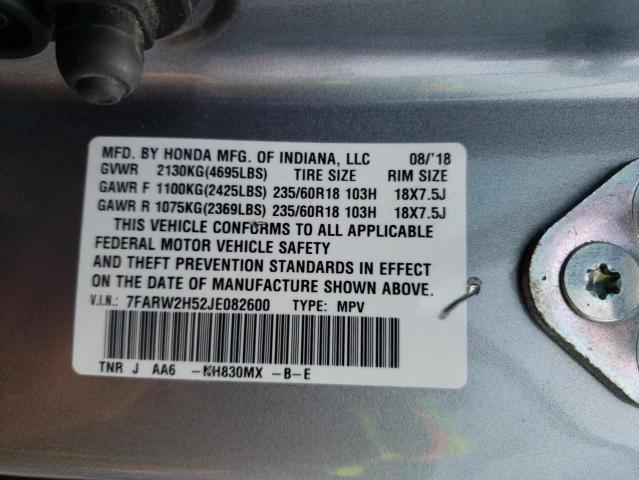 MFD. BY HONDA MFG. OF INDIANA, LLC 08/'18
GVWR 2130KG(4695LBS) TIRE SIZE RIM SIZE
GAWR F 1100KG(2425LBS) 235/60R18 103H 18X7.5J
GAWR R 1075KG(2369LBS) 235/60R18 103H 18X7.5J
THIS VEHICLE CONFORMS TO ALL APPLICABLE
FEDERAL MOTOR VEHICLE SAFETY
AND THEFT PREVENTION STANDARDS IN EFFECT
ON THE DATE OF MANUFACTURE SHOWN ABOVE.
V.I.N.: 7FARW2H52JE082600 TYPE: MPV
TNR J AA6 -NH830MX -B-E